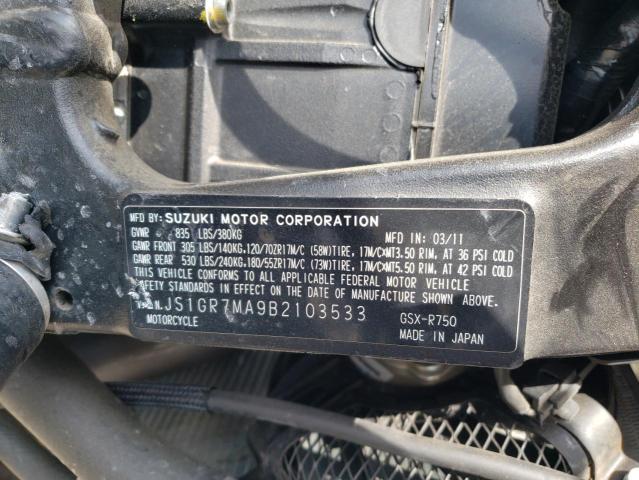 MFD BY: SUZUKI MOTOR CORPORATION
GVWR - 835 LBS/380KG MFD IN: 03/11
GAWR FRONT 305 LBS/140KG,120/70ZR17M/C (58W)TIRE, 17M/C×MT3.50 RIM, AT 36 PSI COLD
GAWR REAR 530 LBS/240KG,180/55ZR17M/C (73W)TIRE, 17M/C×MT5.50 RIM, AT 42 PSI COLD
THIS VEHICLE CONFORMS TO ALL APPLICABLE FEDERAL MOTOR VEHICLE
SAFETY STANDARDS IN EFFECT ON THE DATE OF MANUFACTURE SHOWN ABOVE.
JS1GR7MA9B2103533 GSX-R750
MOTORCYCLE MADE IN JAPAN